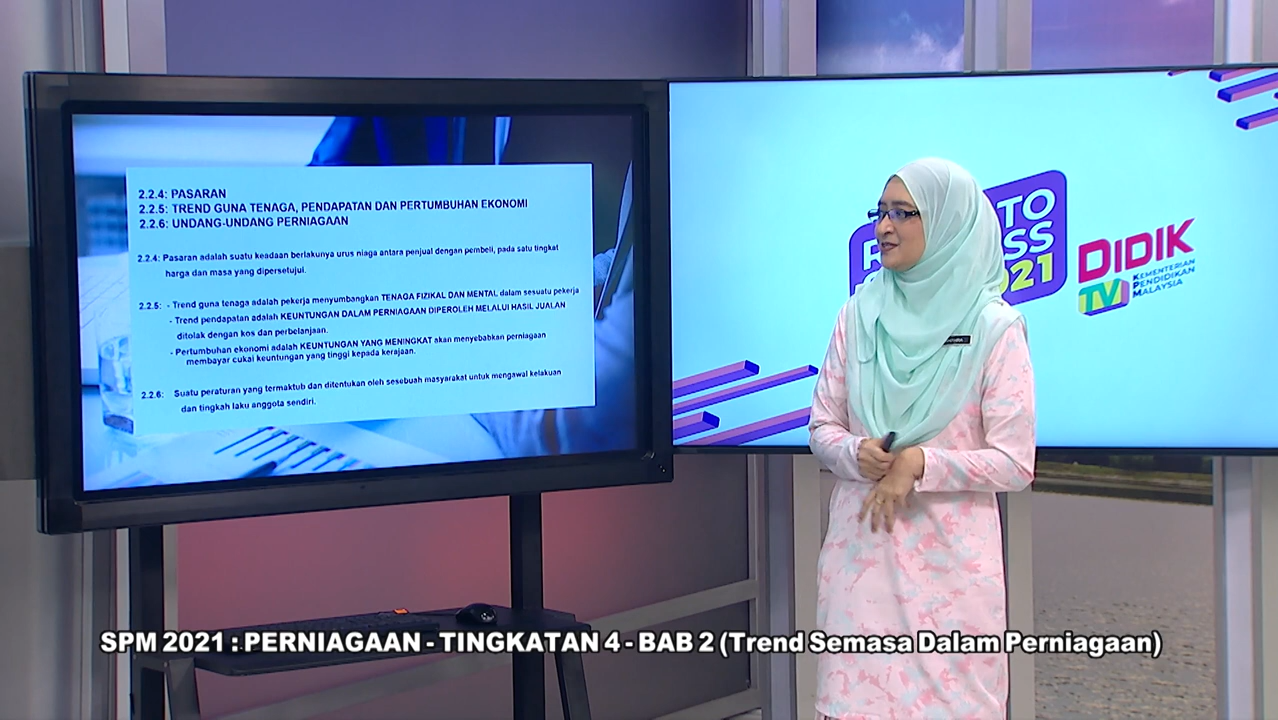 2.2.4: PASARAN
2.2.5: TREND GUNA TENAGA, PENDAPATAN DAN PERTUMBUHAN EKONOMI
2.2.6: UNDANG-UNDANG PERNIAGAAN
2.2.4: Pasaran adalah suatu keadaan berlakunya urus niaga antara penjual dengan pembeli, pada satu tingkat
harga dan masa yang dipersetujui.
2.2.5: - Trend guna tenaga adalah pekerja menyumbangkan TENAGA FIZIKAL DAN MENTAL dalam sesuatu pekerja
- Trend pendapatan adalah KEUNTUNGAN DALAM PERNIAGAAN DIPEROLEH MELALUI HASIL JUALAN
ditolak dengan kos dan perbelanjaan.
- Pertumbuhan ekonomi adalah KEUNTUNGAN YANG MENINGKAT akan menyebabkan perniagaan
membayar cukai keuntungan yang tinggi kepada kerajaan.
2.2.6: Suatu peraturan yang termaktub dan ditentukan oleh sesebuah masyarakat untuk mengawal kelakuan
dan tingkah laku anggota sendiri.
TO
SS
2021
DIDIK
TV
KEMENTERIAN
PENDIDIKAN
MALAYSIA
SPM 2021 : PERNIAGAAN - TINGKATAN 4 - BAB 2 (Trend Semasa Dalam Perniagaan)